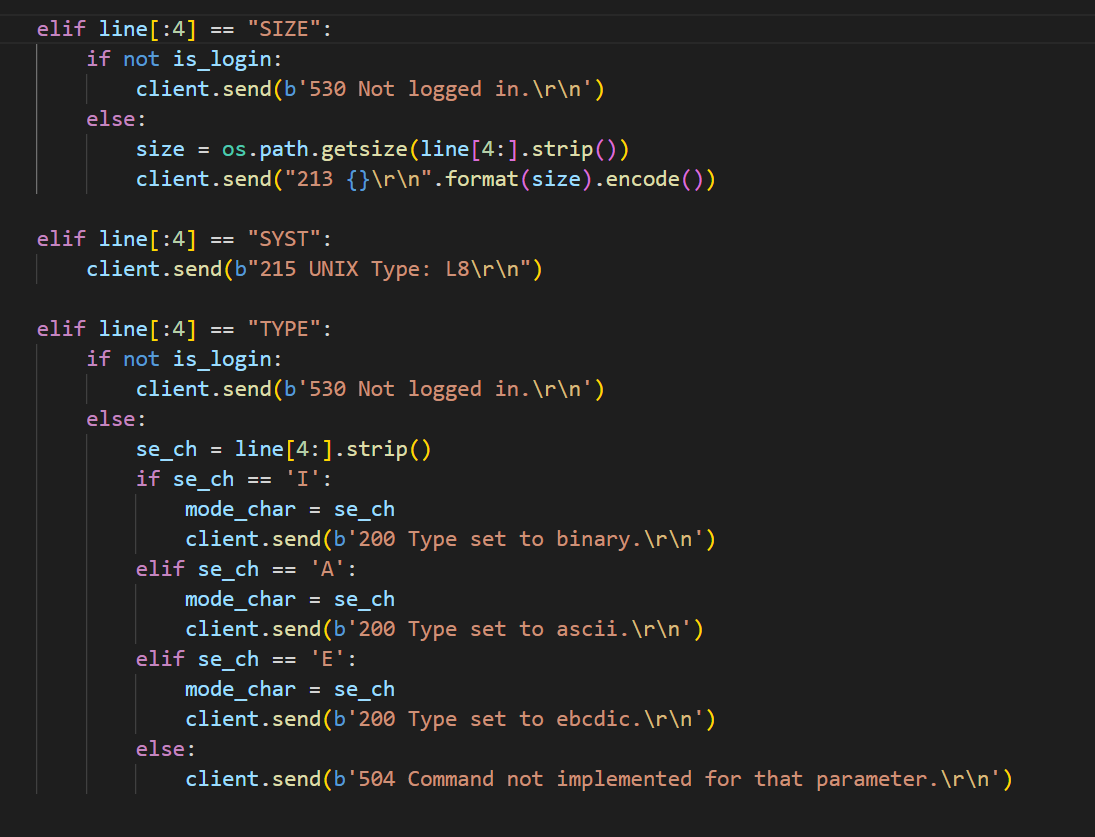 elif line[:4] == "SIZE":
    if not is_login:
        client.send(b'530 Not logged in.\r\n')
    else:
        size = os.path.getsize(line[4:].strip())
        client.send("213 {}\r\n".format(size).encode())

elif line[:4] == "SYST":
    client.send(b"215 UNIX Type: L8\r\n")

elif line[:4] == "TYPE":
    if not is_login:
        client.send(b'530 Not logged in.\r\n')
    else:
        se_ch = line[4:].strip()
        if se_ch == 'I':
            mode_char = se_ch
            client.send(b'200 Type set to binary.\r\n')
        elif se_ch == 'A':
            mode_char = se_ch
            client.send(b'200 Type set to ascii.\r\n')
        elif se_ch == 'E':
            mode_char = se_ch
            client.send(b'200 Type set to ebcdic.\r\n')
        else:
            client.send(b'504 Command not implemented for that parameter.\r\n')